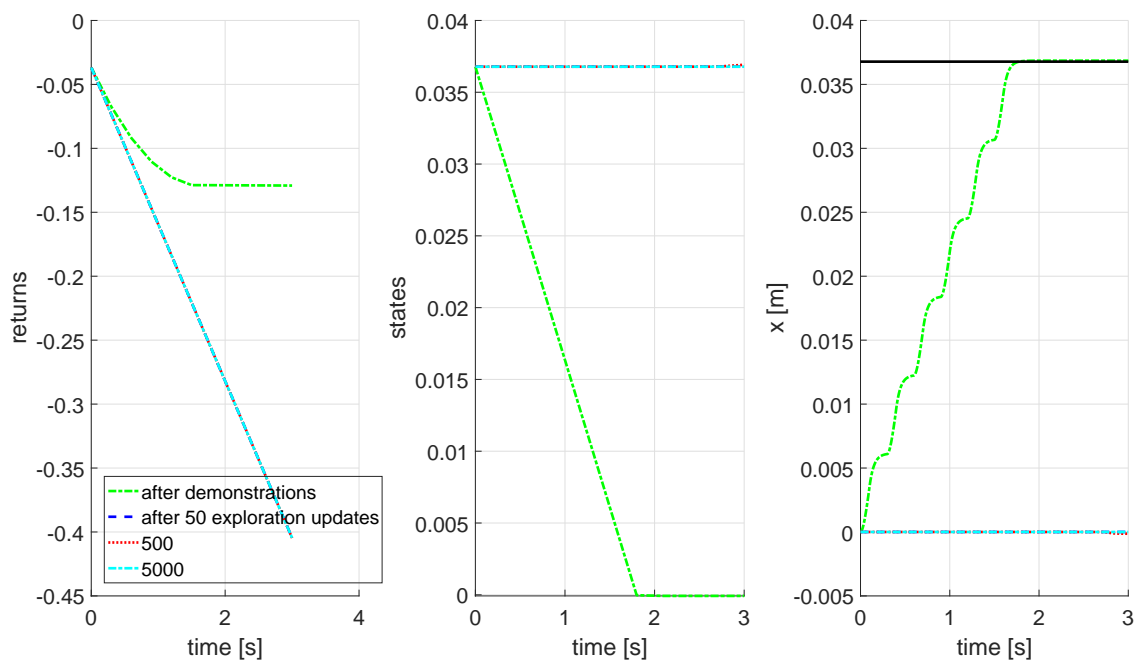 0
-0.05
-0.1
-0.15
-0.2
-0.25
-0.3
-0.35
-0.4
-0.45
returns
0 2 4
time [s]
after demonstrations
after 50 exploration updates
500
5000
0.04
0.035
0.03
0.025
0.02
0.015
0.01
0.005
0
states
0 1 2 3
time [s]
0.04
0.035
0.03
0.025
0.02
0.015
0.01
0.005
0
-0.005
x [m]
0 1 2 3
time [s]